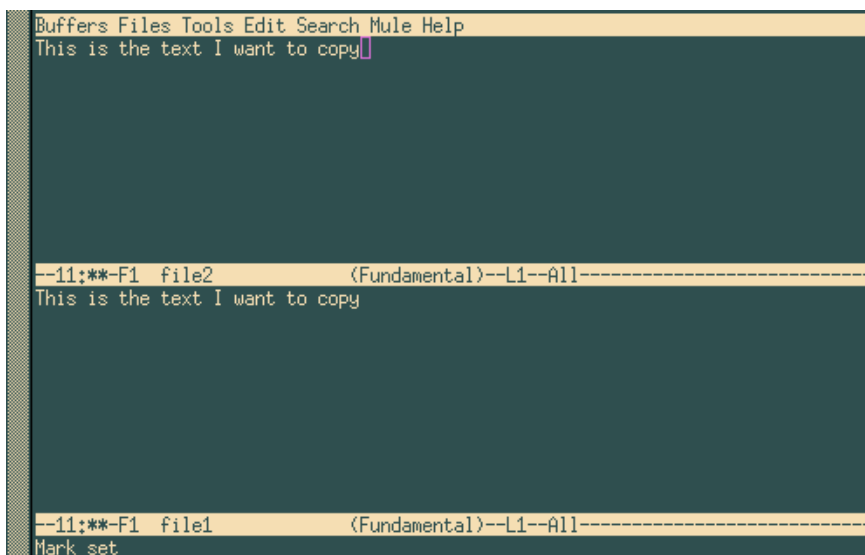 Buffers Files Tools Edit Search Mule Help
This is the text I want to copy
--11:**-F1  file2          (Fundamental)--L1--All---------------------------
This is the text I want to copy
--11:**-F1  file1          (Fundamental)--L1--All---------------------------
Mark set